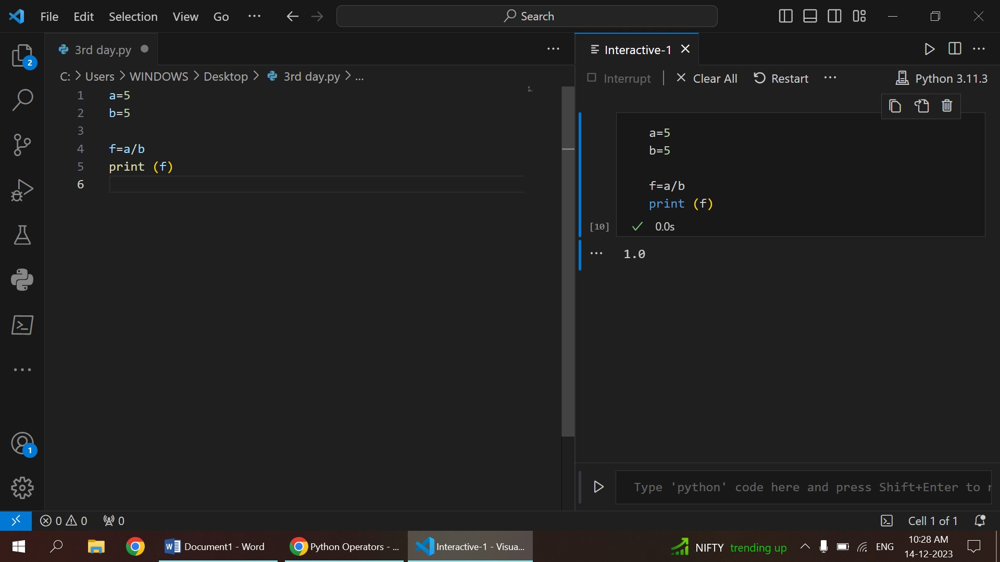 File Edit Selection View Go ··· Search
3rd day.py
Interactive-1
2
C: > Users > WINDOWS > Desktop > 3rd day.py > ...
Interrupt | Clear All Restart ··· Python 3.11.3
1 a=5
2 b=5
3
4 f=a/b
5 print (f)
6
a=5
b=5
f=a/b
print (f)
[10] 0.0s
1.0
1
Type 'python' code here and press Shift+Enter to r
0 0 0
Cell 1 of 1
Document1 - Word
Python Operators - ...
Interactive-1 - Visua...
NIFTY trending up
ENG
10:28 AM
14-12-2023